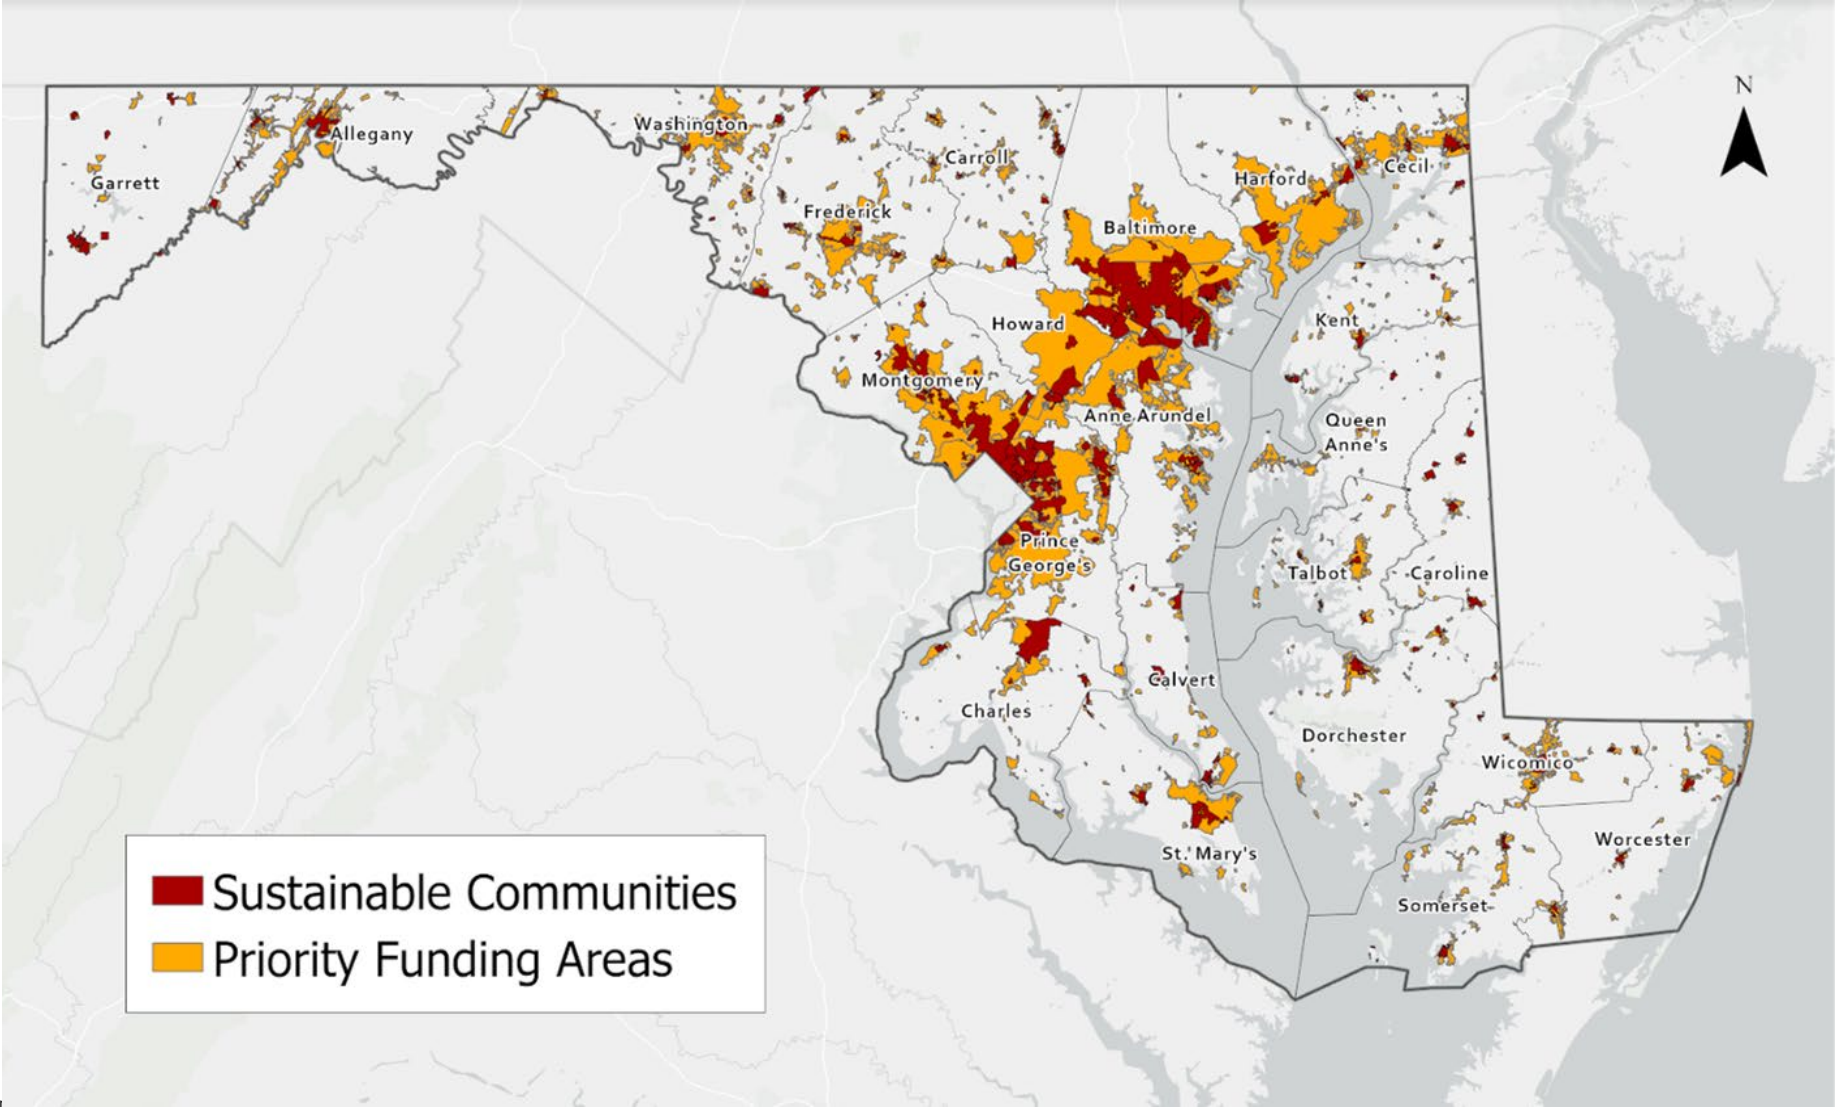 N
Allegany
Washington
Garrett
Carroll
Frederick
Harford
Cecil
Baltimore
Howard
Kent
Montgomery
Anne Arundel
Queen
Anne's
Prince
George's
Talbot
Caroline
Calvert
Charles
Dorchester
Wicomico
St. Mary's
Worcester
Somerset
Sustainable Communities
Priority Funding Areas